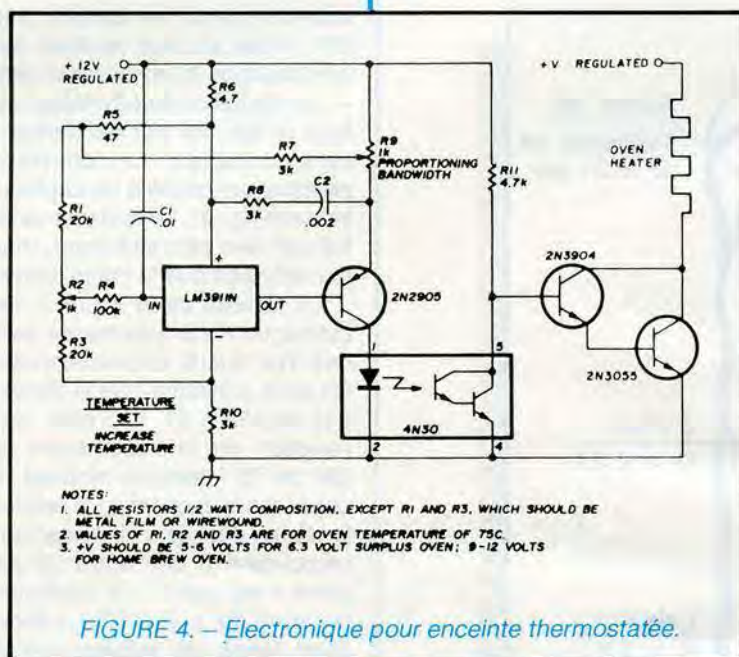 + 12V
REGULATED
+V REGULATED
R6
4.7
R5
47
R7
3k
R9
1k
PROPORTIONING
BANDWIDTH
OVEN
HEATER
R11
4.7k
R8
3k
C2
.002
R1
20k
C1
.01
2N3904
R2
1k
R4
100k
+
IN
LM3911N
OUT
-
2N2905
2N3055
R3
20k
1
5
TEMPERATURE
SET
INCREASE
TEMPERATURE
R10
3k
4N30
2
4
NOTES:
1. ALL RESISTORS 1/2 WATT COMPOSITION, EXCEPT R1 AND R3, WHICH SHOULD BE
METAL FILM OR WIREWOUND.
2. VALUES OF R1, R2 AND R3 ARE FOR OVEN TEMPERATURE OF 75C.
3. +V SHOULD BE 5-6 VOLTS FOR 6.3 VOLT SURPLUS OVEN; 9-12 VOLTS
FOR HOME BREW OVEN.
FIGURE 4. – Electronique pour enceinte thermostatée.